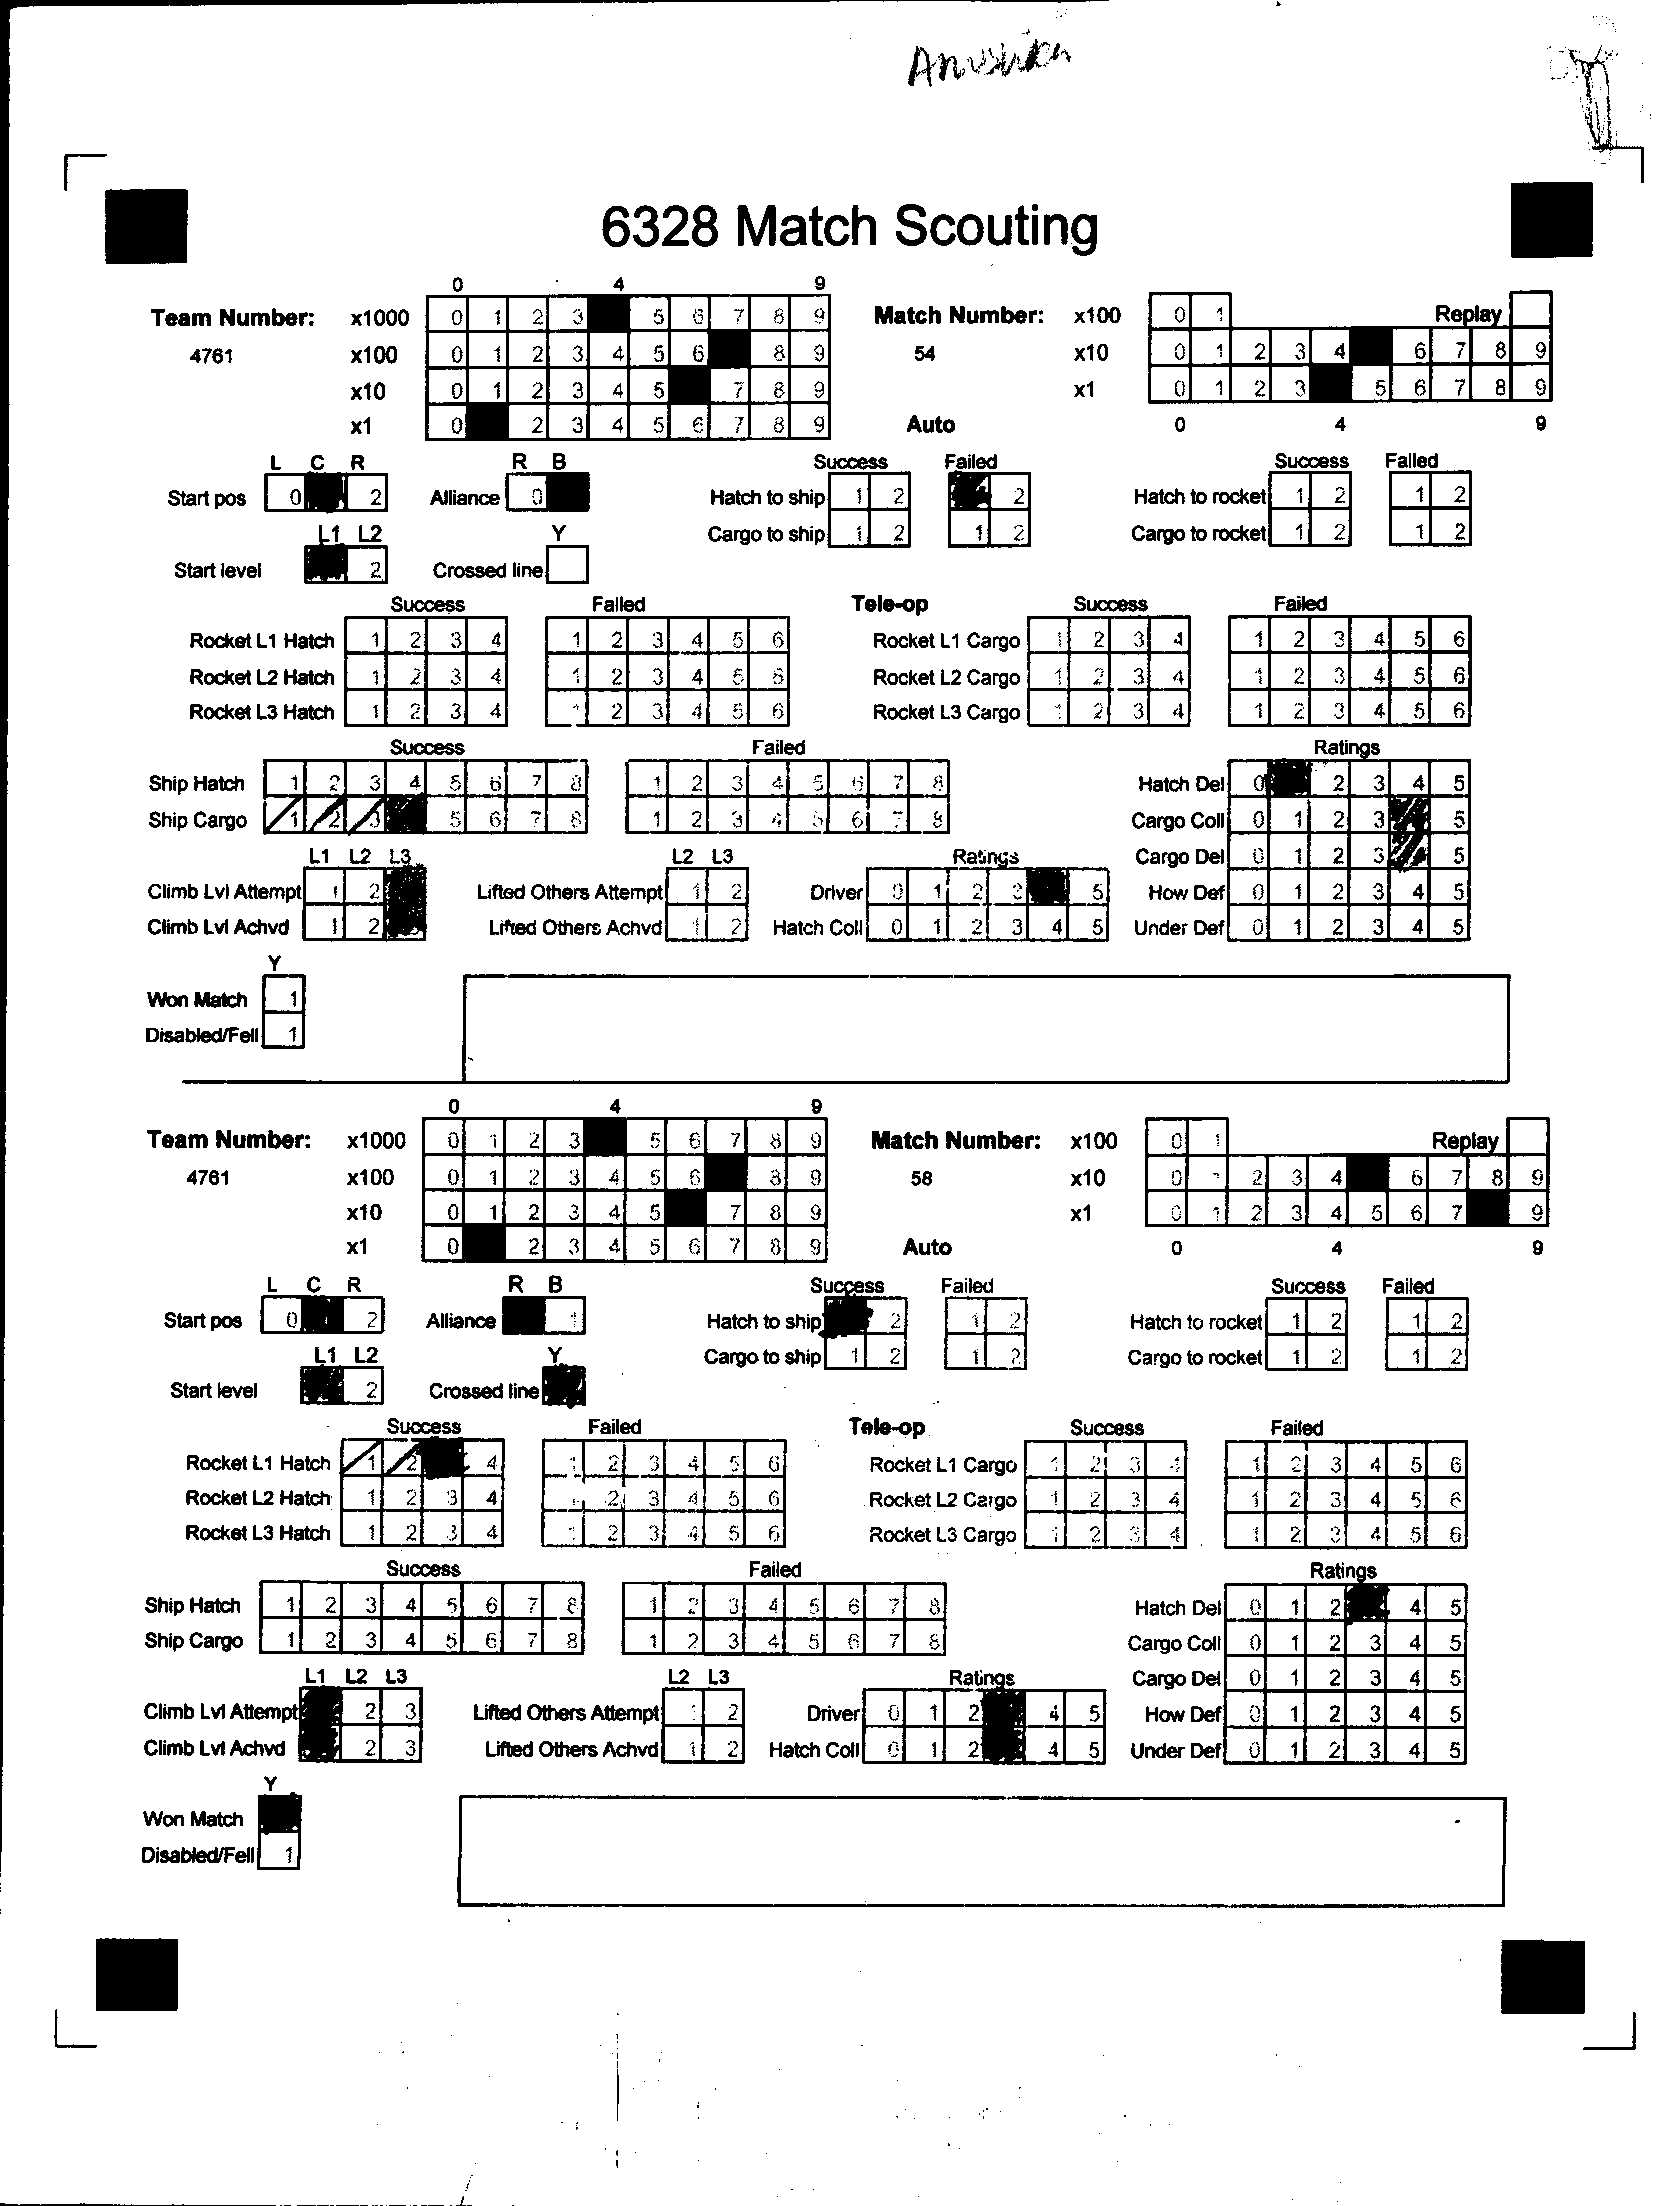 Anushka
6328 Match Scouting
0 4 9
Team Number: x1000 0 1 2 3 5 6 7 8 9 Match Number: x100 0 1 Replay
4761 x100 0 1 2 3 4 5 6 8 9 54 x10 0 1 2 3 4 6 7 8 9
x10 0 1 2 3 4 5 7 8 9 x1 0 1 2 3 5 6 7 8 9
x1 0 2 3 4 5 6 7 8 9 Auto 0 4 9
L C R R B Success Failed Success Failed
Start pos 0 2 Alliance 0 Hatch to ship 1 2 2 Hatch to rocket 1 2 1 2
L1 L2 Y Cargo to ship 1 2 1 2 Cargo to rocket 1 2 1 2
Start level 2 Crossed line
Success Failed Tele-op Success Failed
Rocket L1 Hatch 1 2 3 4 1 2 3 4 5 6 Rocket L1 Cargo 1 2 3 4 1 2 3 4 5 6
Rocket L2 Hatch 1 2 3 4 1 2 3 4 5 6 Rocket L2 Cargo 1 2 3 4 1 2 3 4 5 6
Rocket L3 Hatch 1 2 3 4 1 2 3 4 5 6 Rocket L3 Cargo 1 2 3 4 1 2 3 4 5 6
Success Failed Ratings
Ship Hatch 1 2 3 4 5 6 7 8 1 2 3 4 5 6 7 8 Hatch Del 0 2 3 4 5
Ship Cargo 1 2 3 5 6 7 8 1 2 3 4 5 6 7 8 Cargo Coll 0 1 2 3 5
L1 L2 L3 L2 L3 Ratings Cargo Del 0 1 2 3 5
Climb Lvl Attempt 1 2 Lifted Others Attempt 1 2 Driver 0 1 2 3 5 How Def 0 1 2 3 4 5
Climb Lvl Achvd 1 2 Lifted Others Achvd 1 2 Hatch Coll 0 1 2 3 4 5 Under Def 0 1 2 3 4 5
Y
Won Match 1
Disabled/Fell 1
0 4 9
Team Number: x1000 0 1 2 3 5 6 7 8 9 Match Number: x100 0 1 Replay
4761 x100 0 1 2 3 4 5 6 8 9 58 x10 0 1 2 3 4 6 7 8 9
x10 0 1 2 3 4 5 7 8 9 x1 0 1 2 3 4 5 6 7 9
x1 0 2 3 4 5 6 7 8 9 Auto 0 4 9
L C R R B Success Failed Success Failed
Start pos 0 2 Alliance 1 Hatch to ship 2 1 2 Hatch to rocket 1 2 1 2
L1 L2 Y Cargo to ship 1 2 1 2 Cargo to rocket 1 2 1 2
Start level 2 Crossed line
Success Failed Tele-op Success Failed
Rocket L1 Hatch 1 2 4 1 2 3 4 5 6 Rocket L1 Cargo 1 2 3 4 1 2 3 4 5 6
Rocket L2 Hatch 1 2 3 4 1 2 3 4 5 6 Rocket L2 Cargo 1 2 3 4 1 2 3 4 5 6
Rocket L3 Hatch 1 2 3 4 1 2 3 4 5 6 Rocket L3 Cargo 1 2 3 4 1 2 3 4 5 6
Success Failed Ratings
Ship Hatch 1 2 3 4 5 6 7 8 1 2 3 4 5 6 7 8 Hatch Del 0 1 2 4 5
Ship Cargo 1 2 3 4 5 6 7 8 1 2 3 4 5 6 7 8 Cargo Coll 0 1 2 3 4 5
L1 L2 L3 L2 L3 Ratings Cargo Del 0 1 2 3 4 5
Climb Lvl Attempt 2 3 Lifted Others Attempt 1 2 Driver 0 1 2 4 5 How Def 0 1 2 3 4 5
Climb Lvl Achvd 2 3 Lifted Others Achvd 1 2 Hatch Coll 0 1 2 4 5 Under Def 0 1 2 3 4 5
Y
Won Match
Disabled/Fell 1